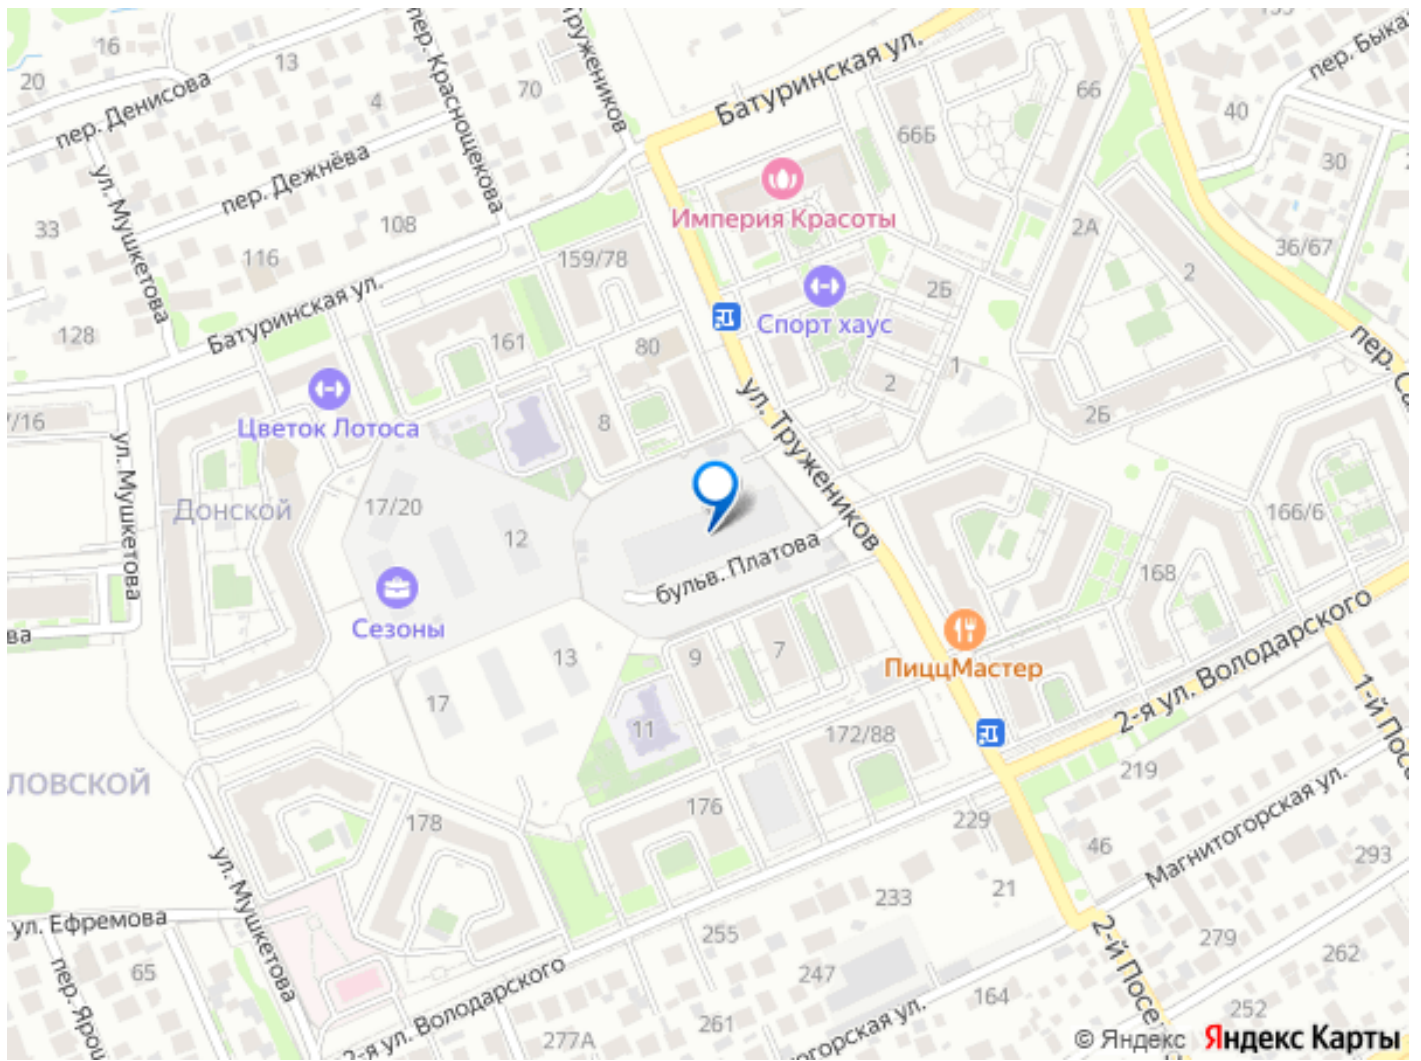 16
20
13
пер. Денисова
4
пер. Краснощекова
70
Тружеников
Батуринская ул.
66
66Б
пер. Быка
40
30
пер. Дежнёва
ул. Мушкетова
33
108
116
Империя Красоты
2А
36/67
159/78
2
2Б
Спорт хаус
Батуринская ул.
128
161
80
1
2
2Б
пер. Са
ул. Тружеников
7/16
Цветок Лотоса
8
ул. Мушкетова
Донской
17/20
12
166/6
бульв. Платова
168
Сезоны
ва
13
9
7
ПиццМастер
2-я ул. Володарского
1-й Посе
17
11
172/88
219
ловской
176
178
229
46
Магнитогорская ул.
293
21
233
ул. Мушкетова
ул. Ефремова
255
279
262
2-й Посе
65
пер. Ярош
247
2-я ул. Володарского
164
252
261
277А
горская ул.
© Яндекс Яндекс Карты